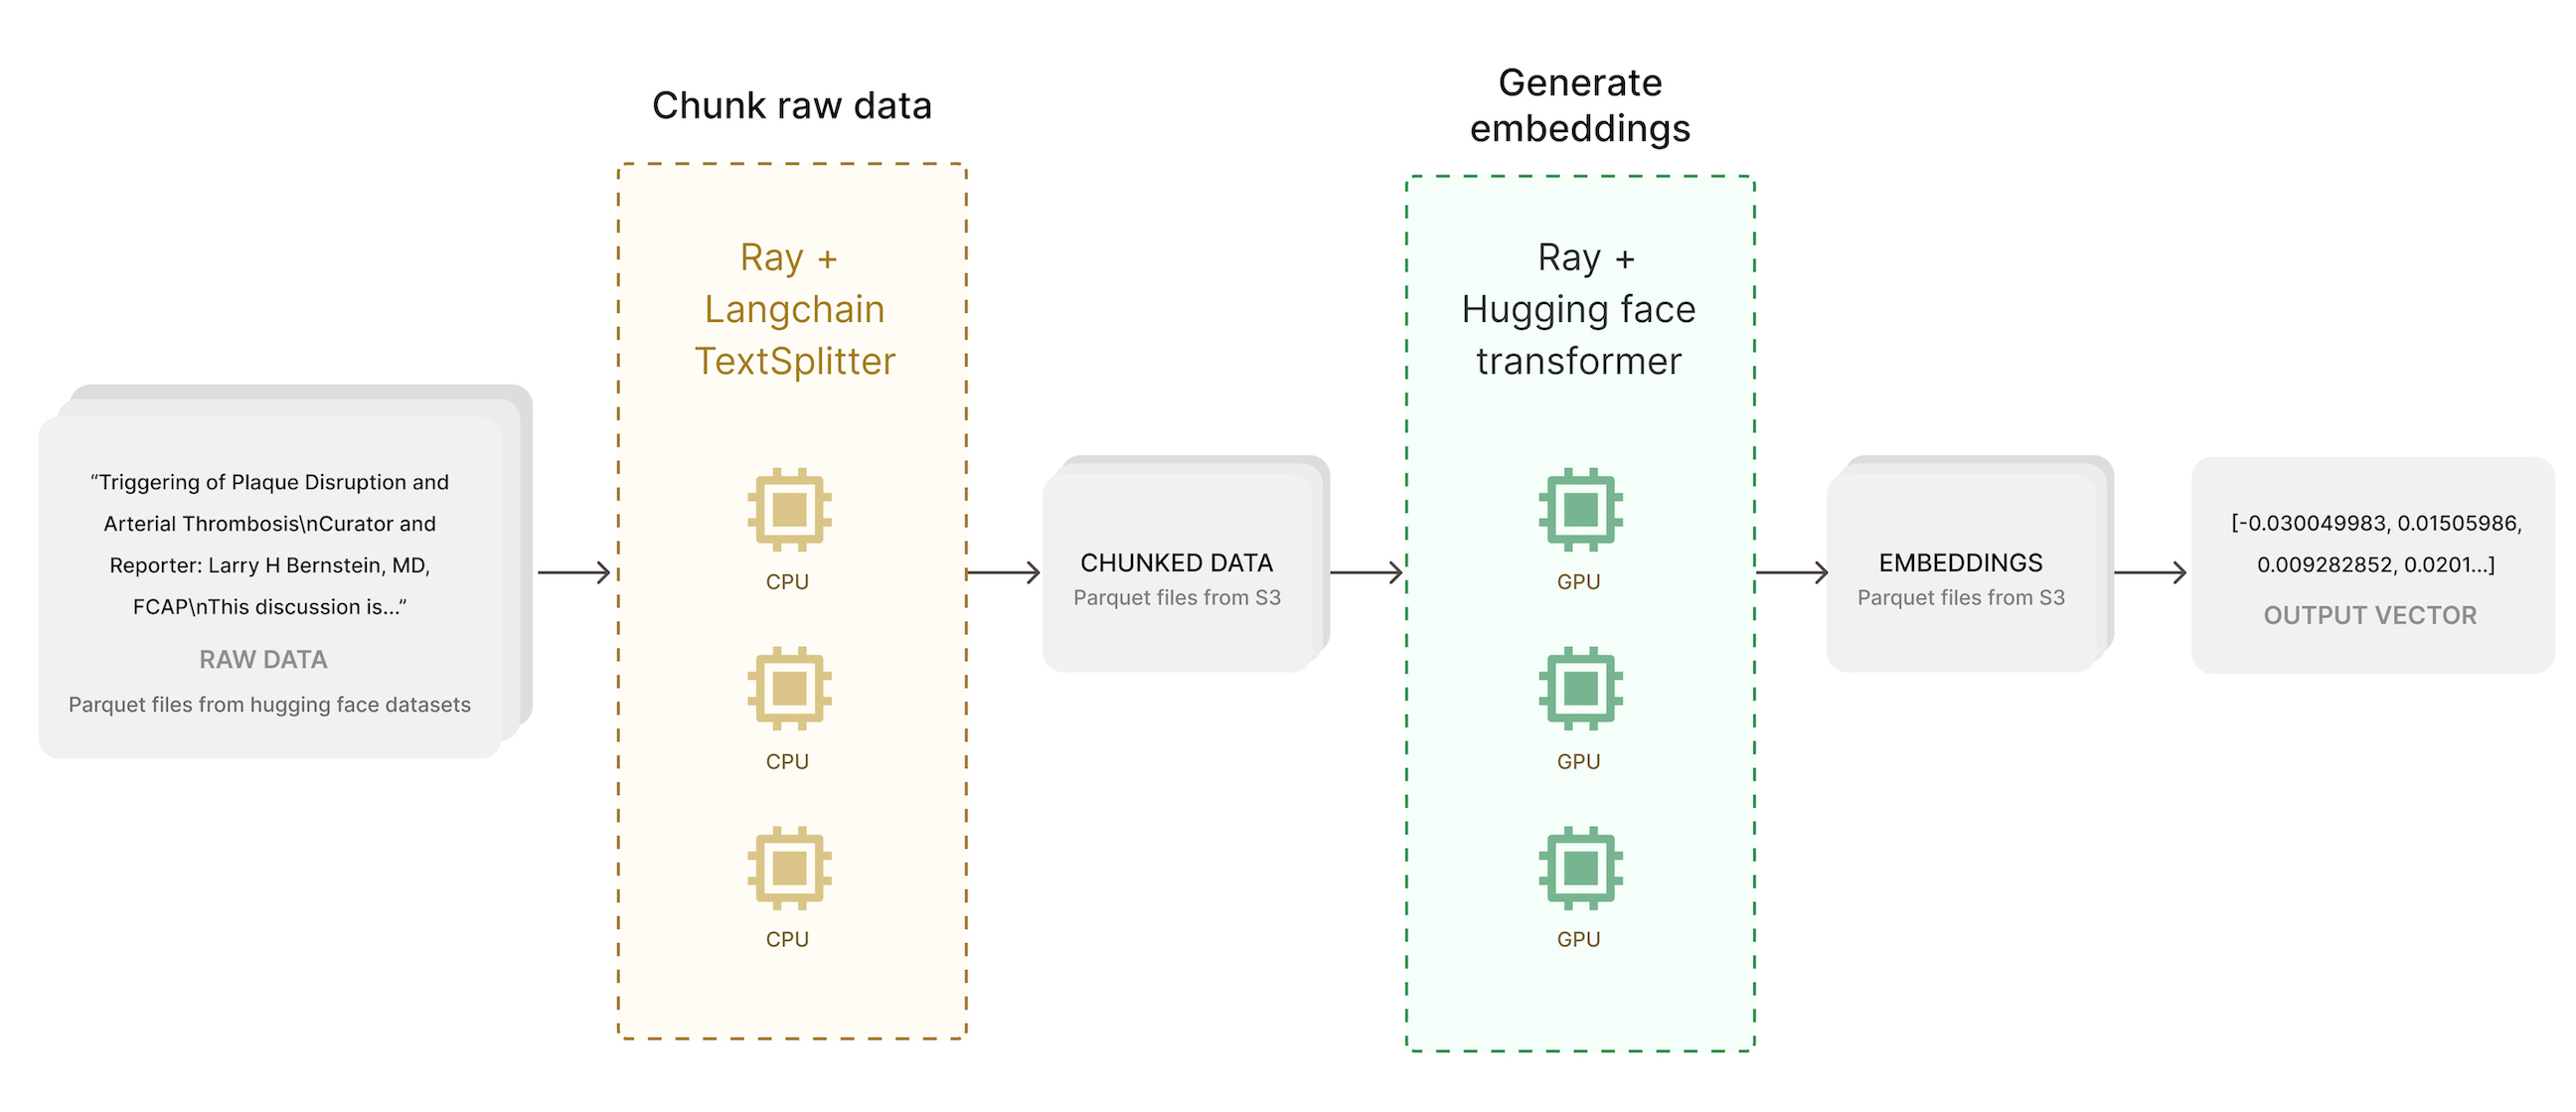 Chunk raw data
Generate
embeddings
“Triggering of Plaque Disruption and
Arterial Thrombosis\nCurator and
Reporter: Larry H Bernstein, MD,
FCAP\nThis discussion is...”
RAW DATA
Parquet files from hugging face datasets
Ray +
Langchain
TextSplitter
CPU
CPU
CPU
CHUNKED DATA
Parquet files from S3
Ray +
Hugging face
transformer
GPU
GPU
GPU
EMBEDDINGS
Parquet files from S3
[-0.030049983, 0.01505986,
0.009282852, 0.0201...]
OUTPUT VECTOR